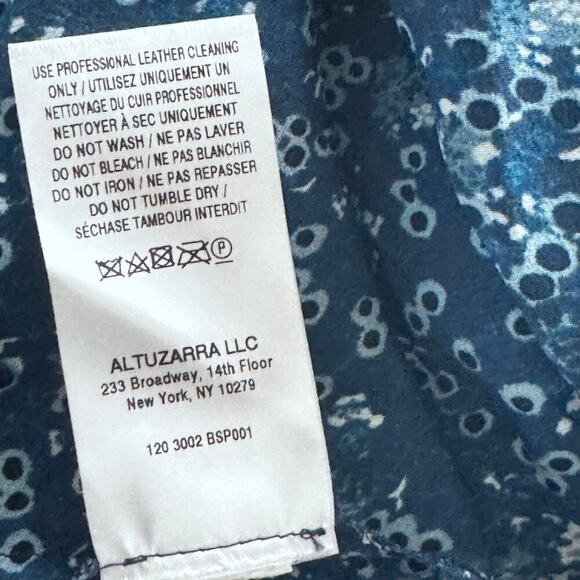 USE PROFESSIONAL LEATHER CLEANING
ONLY / UTILISEZ UNIQUEMENT UN
NETTOYAGE DU CUIR PROFESSIONNEL
NETTOYER À SEC UNIQUEMENT
DO NOT WASH / NE PAS LAVER
DO NOT BLEACH / NE PAS BLANCHIR
DO NOT IRON / NE PAS REPASSER
DO NOT TUMBLE DRY /
SÉCHASE TAMBOUR INTERDIT
P
ALTUZARRA LLC
233 Broadway, 14th Floor
New York, NY 10279
120 3002 BSP001